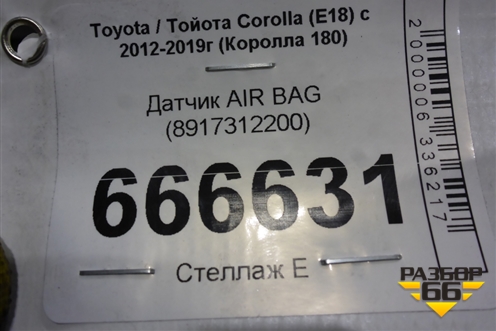 Toyota / Тойота Corolla (E18) с
2012-2019г (Королла 180)
Датчик AIR BAG
(8917312200)
666631
Стеллаж Е
2000006336217
РАЗБОР
66